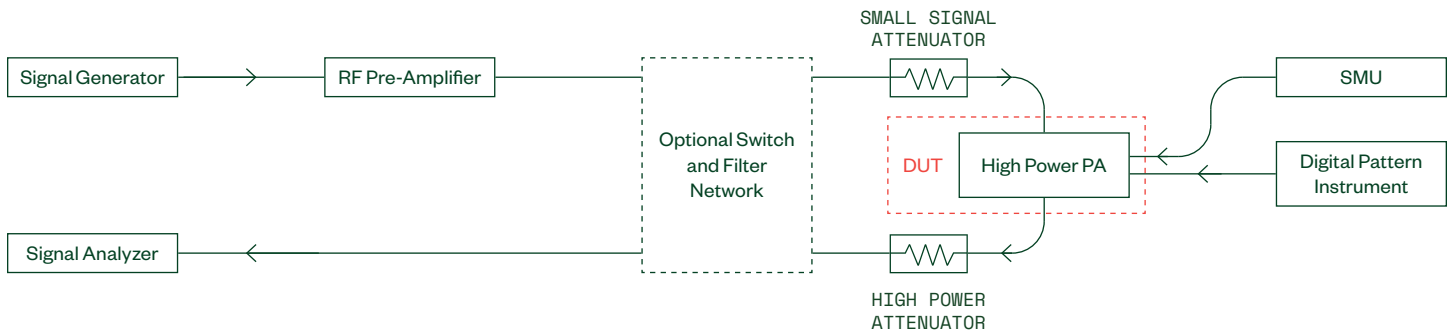 SMALL SIGNAL
ATTENUATOR
Signal Generator
RF Pre-Amplifier
SMU
Optional Switch
and Filter
Network
DUT
High Power PA
Digital Pattern
Instrument
Signal Analyzer
HIGH POWER
ATTENUATOR